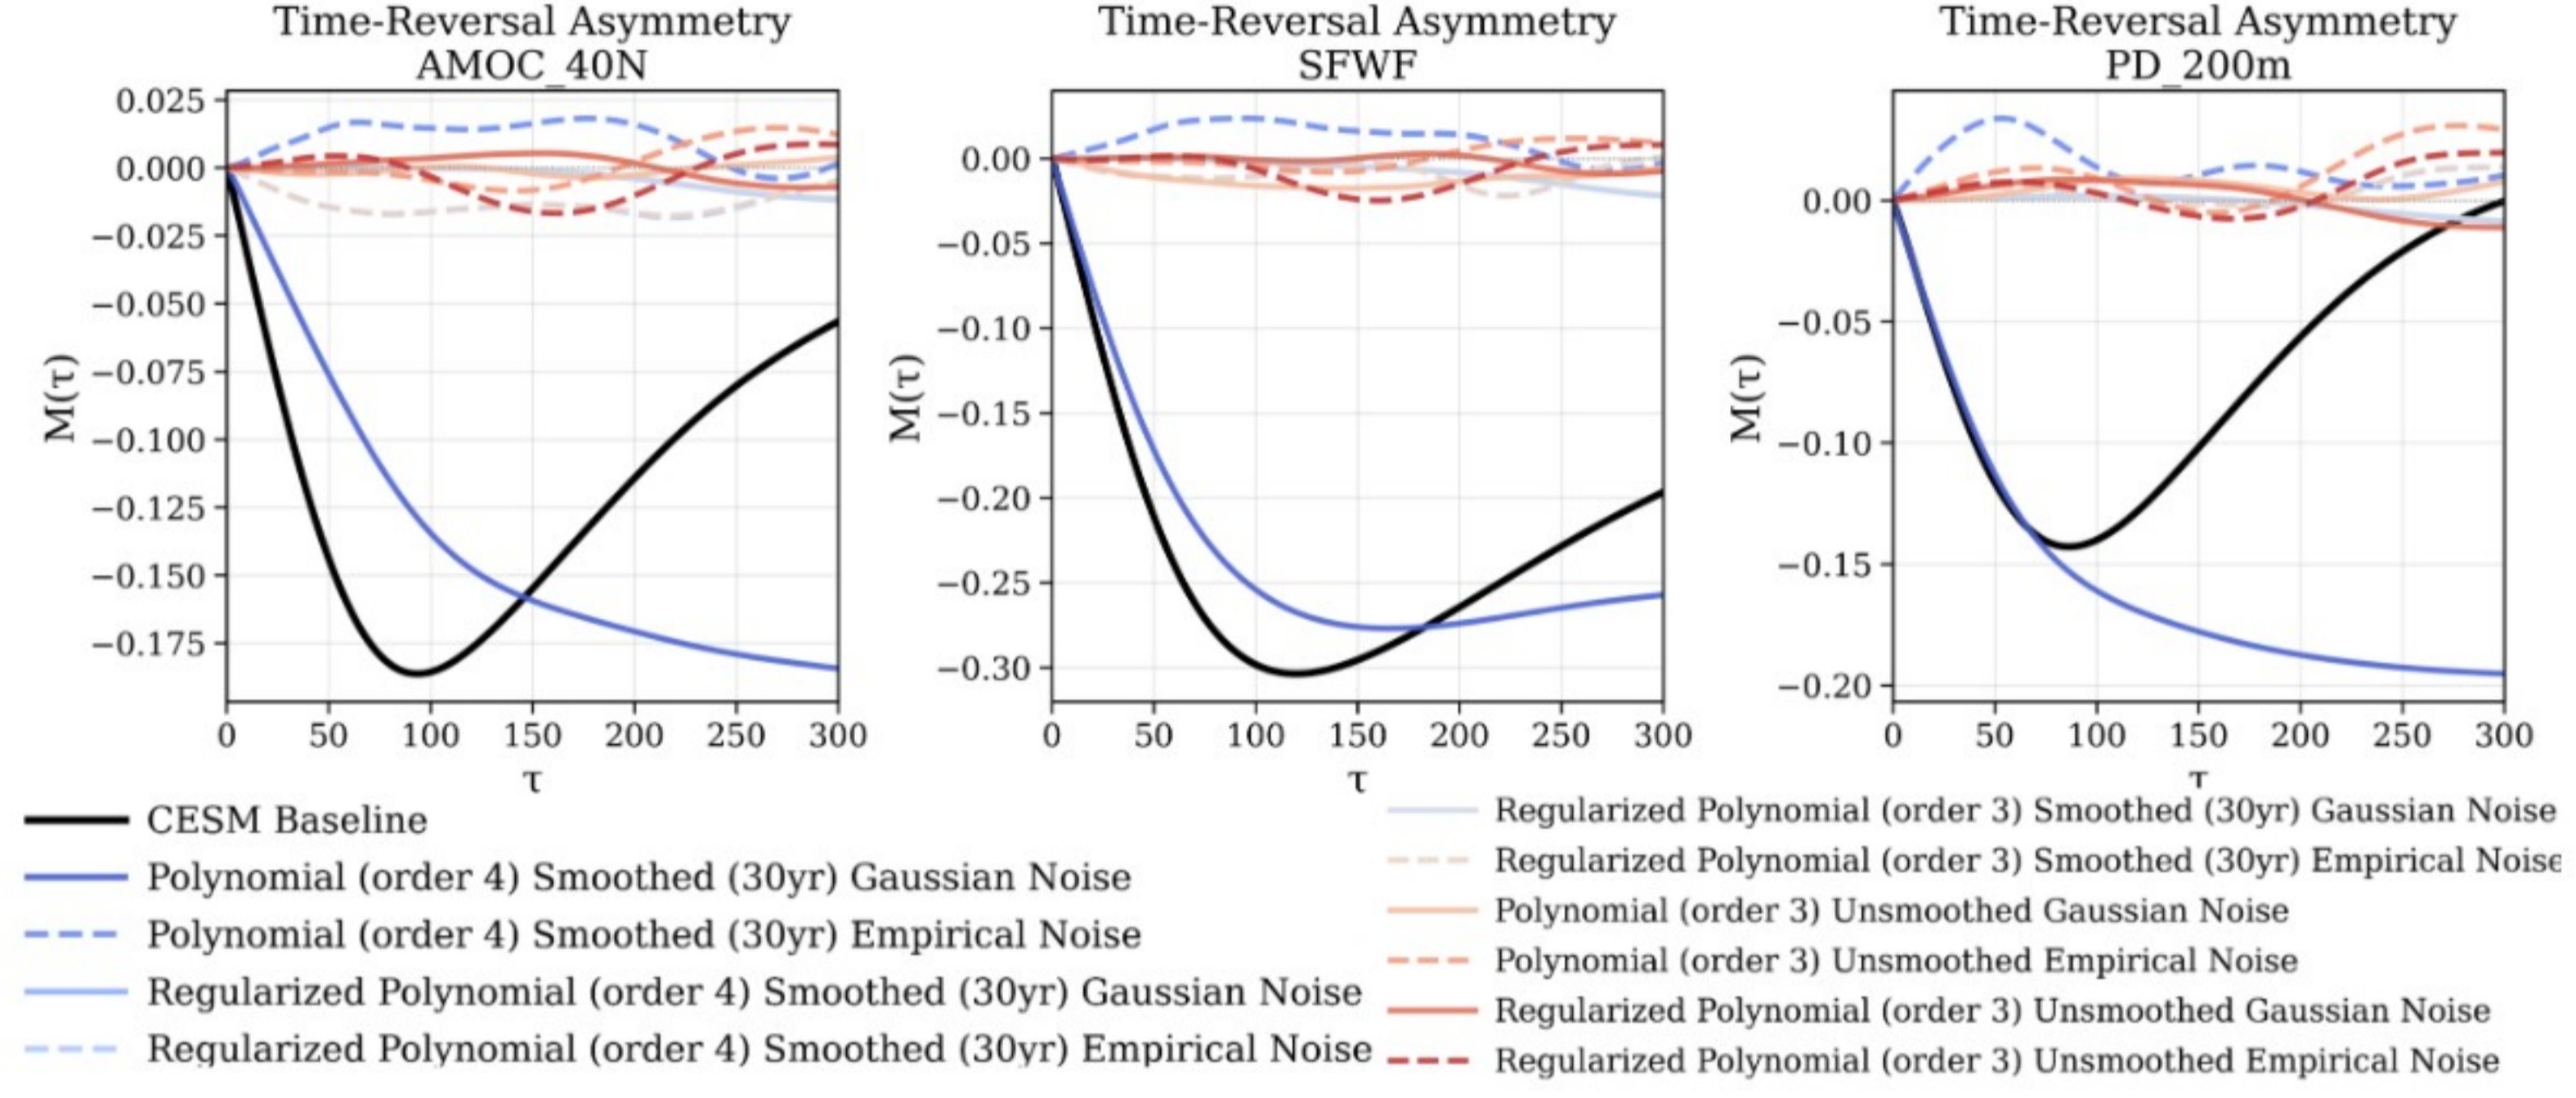 Time-Reversal Asymmetry
AMOC_40N
0.025
0.000
−0.025
−0.050
−0.075
−0.100
−0.125
−0.150
−0.175
M(τ)
0 50 100 150 200 250 300
τ
Time-Reversal Asymmetry
SFWF
0.00
−0.05
−0.10
−0.15
−0.20
−0.25
−0.30
M(τ)
0 50 100 150 200 250 300
τ
Time-Reversal Asymmetry
PD_200m
0.00
−0.05
−0.10
−0.15
−0.20
M(τ)
0 50 100 150 200 250 300
τ
CESM Baseline
Polynomial (order 4) Smoothed (30yr) Gaussian Noise
Polynomial (order 4) Smoothed (30yr) Empirical Noise
Regularized Polynomial (order 4) Smoothed (30yr) Gaussian Noise
Regularized Polynomial (order 4) Smoothed (30yr) Empirical Noise
Regularized Polynomial (order 3) Smoothed (30yr) Gaussian Noise
Regularized Polynomial (order 3) Smoothed (30yr) Empirical Noise
Polynomial (order 3) Unsmoothed Gaussian Noise
Polynomial (order 3) Unsmoothed Empirical Noise
Regularized Polynomial (order 3) Unsmoothed Gaussian Noise
Regularized Polynomial (order 3) Unsmoothed Empirical Noise